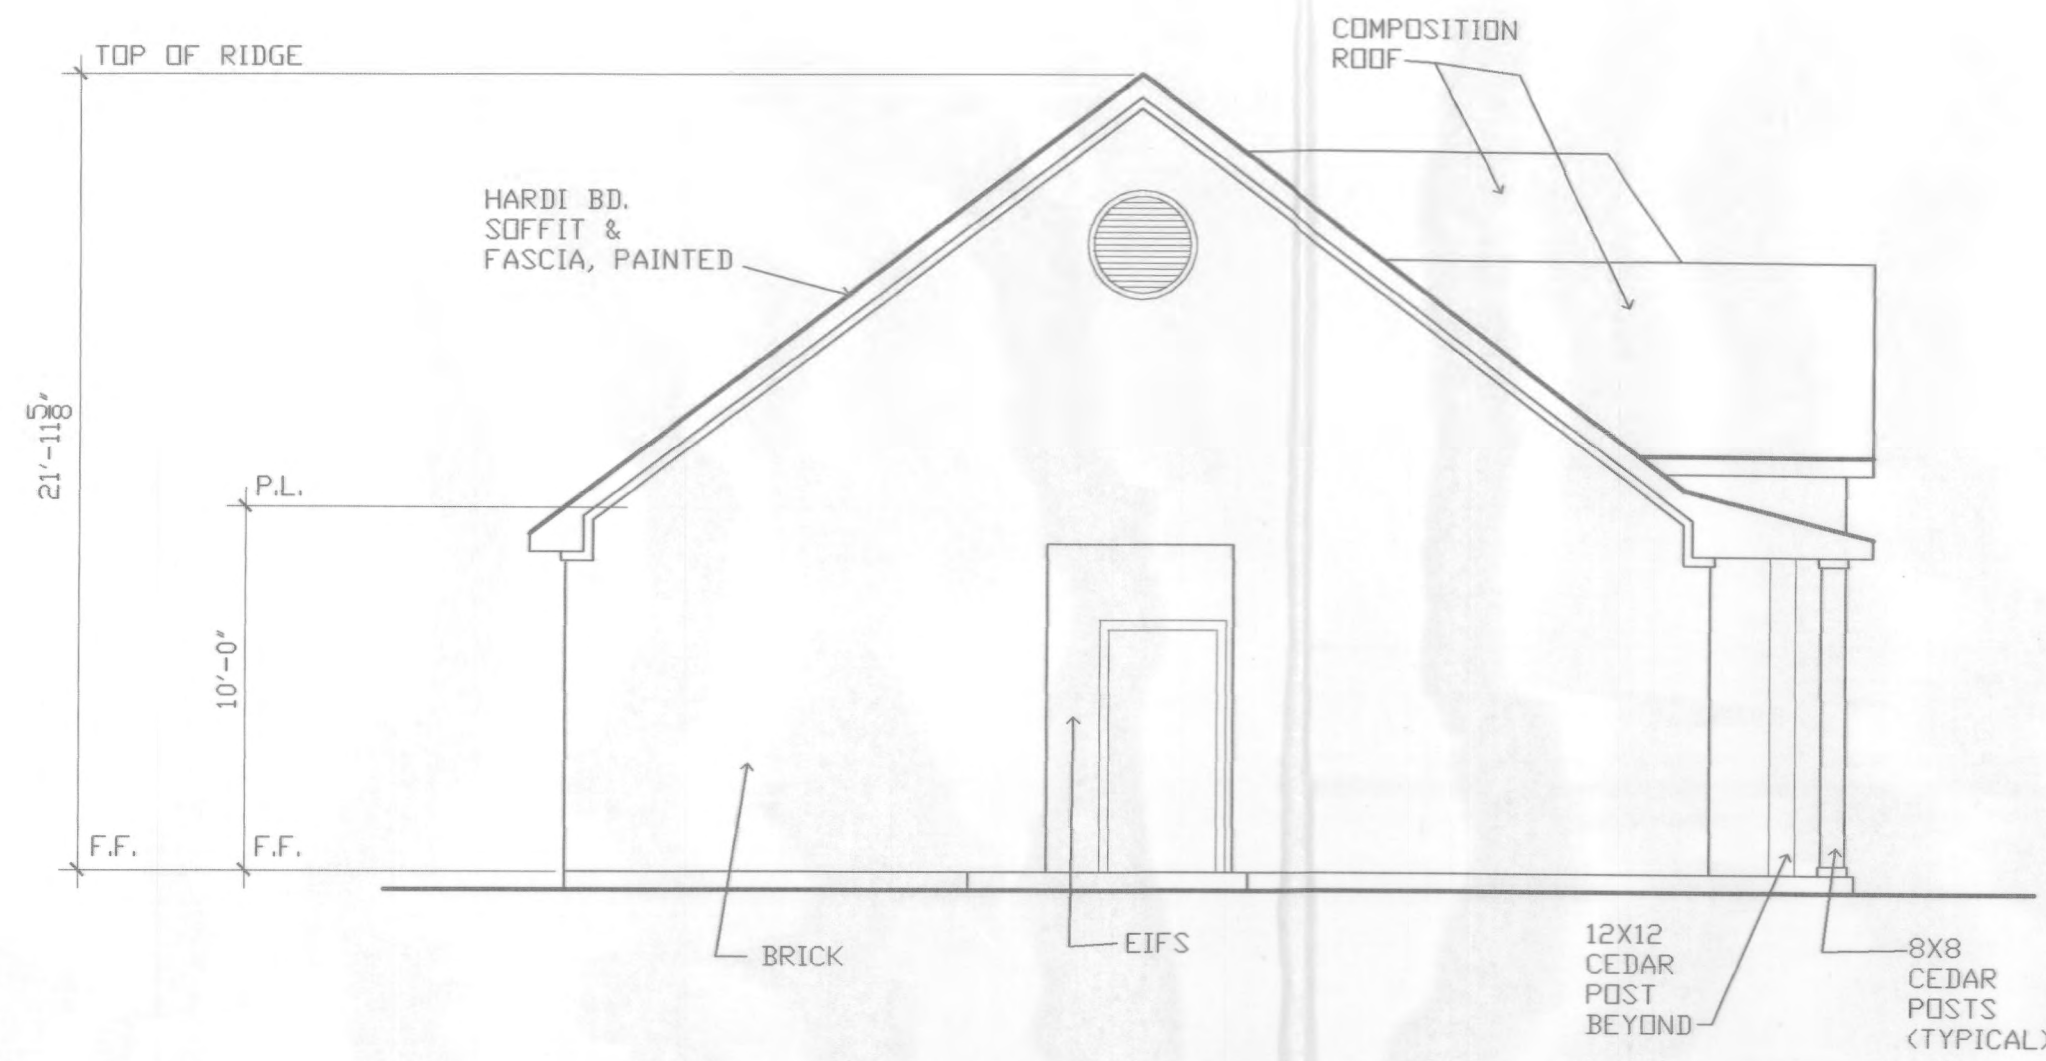 TOP OF RIDGE
COMPOSITION
ROOF
HARDI BD.
SOFFIT &
FASCIA, PAINTED
21'-11 5/8"
P.L.
10'-0"
F.F.
F.F.
BRICK
EIFS
12X12
CEDAR
POST
BEYOND
8X8
CEDAR
POSTS
(TYPICAL)